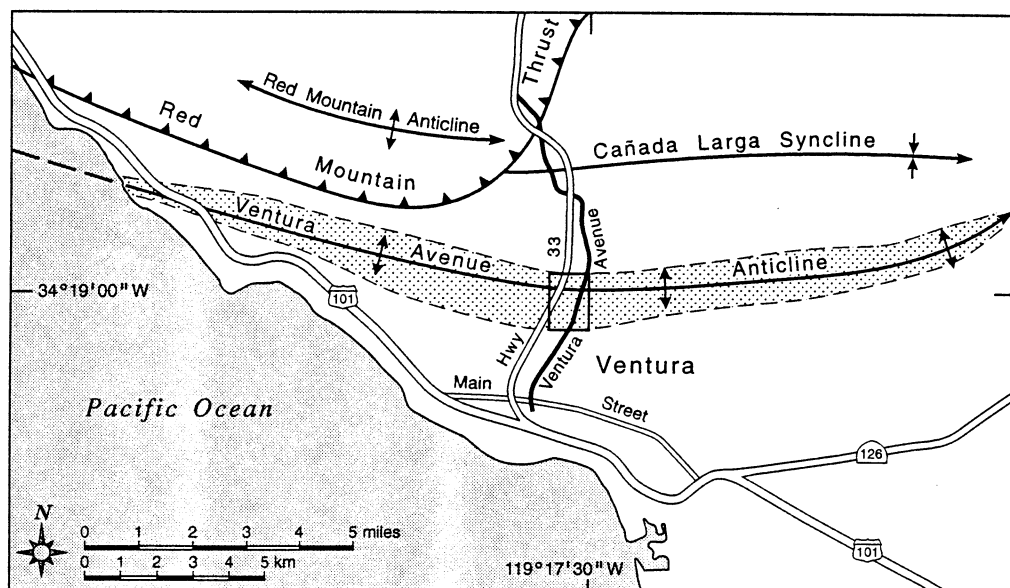 Thrust
Red Mountain Anticline
Red
Mountain
Cañada Larga Syncline
Ventura
Avenue
Anticline
33
Avenue
34°19'00"W
101
Hwy
Ventura
Ventura
Main
Street
Pacific Ocean
126
N
0 1 2 3 4 5 miles
0 1 2 3 4 5 km
119°17'30"W
101